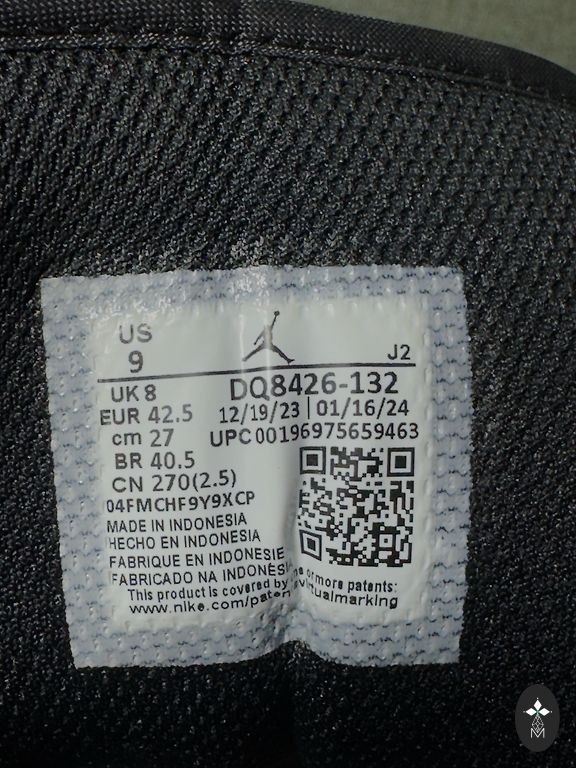 US
9
J2
UK 8
DQ8426-132
EUR 42.5
12/19/23 | 01/16/24
cm 27
UPC 00196975659463
BR 40.5
CN 270(2.5)
04FMCHF9Y9XCP
MADE IN INDONESIA
HECHO EN INDONESIA
FABRIQUE EN INDONESIE
FABRICADO NA INDONÉSI
This product is covered by or more patents:
www.nike.com/paten virtualmarking
M